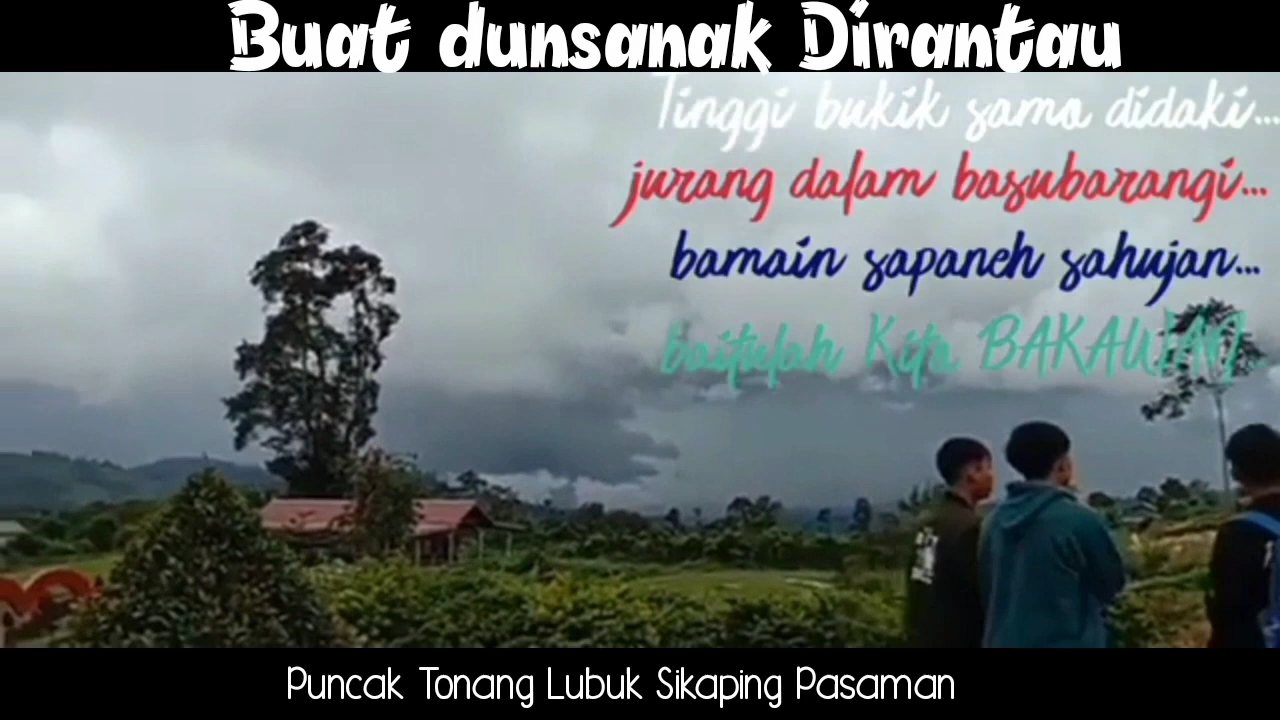 Buat dunsanak Dirantau
Tinggi bukik samo didaki...
jurang dalam basubarangi...
bamain sapaneh sahujan...
baitulah Kito BAKAWAN...
Puncak Tonang Lubuk Sikaping Pasaman